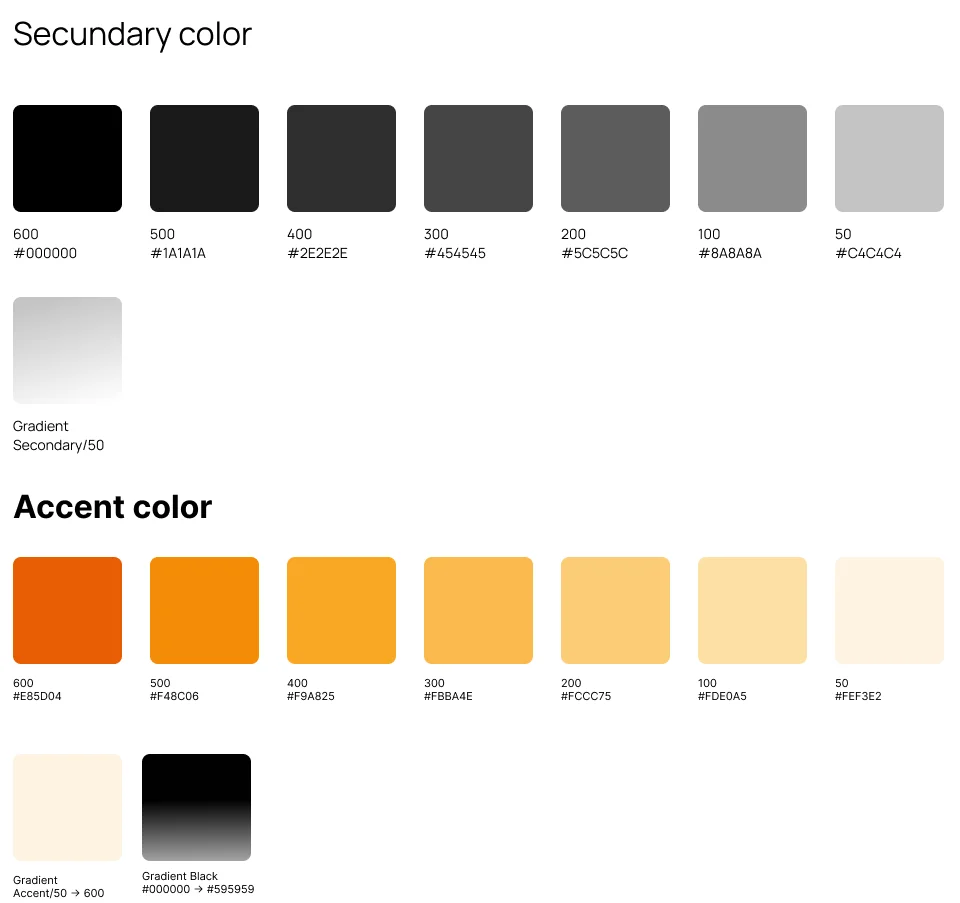 Secundary color
600
#000000
500
#1A1A1A
400
#2E2E2E
300
#454545
200
#5C5C5C
100
#8A8A8A
50
#C4C4C4
Gradient
Secondary/50
Accent color
600
#E85D04
500
#F48C06
400
#F9A825
300
#FBBA4E
200
#FCCC75
100
#FDE0A5
50
#FEF3E2
Gradient
Accent/50 → 600
Gradient Black
#000000 → #595959